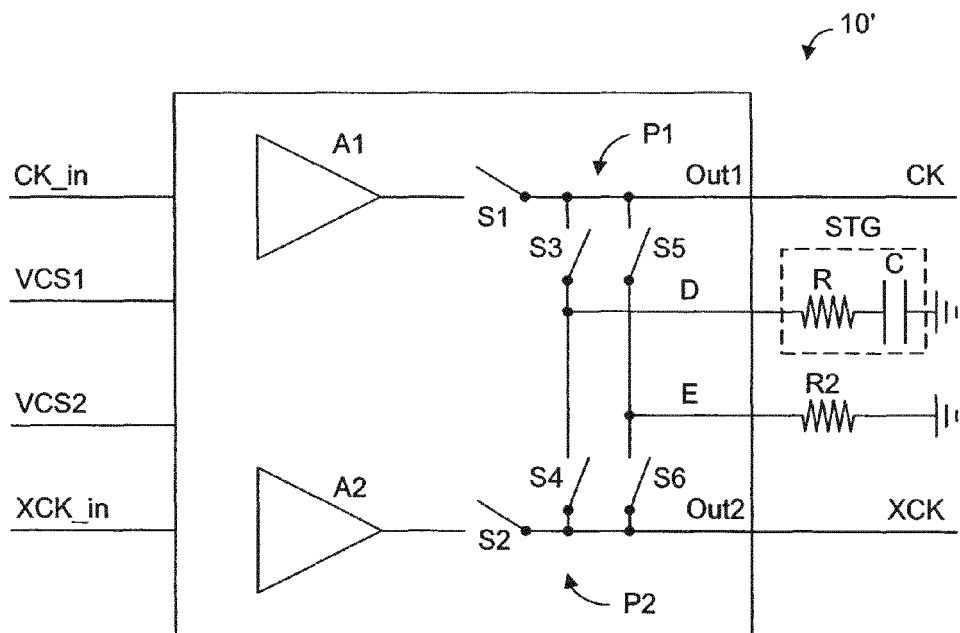 10'
A1
P1
CK_in
Out1
CK
S1
STG
S3
S5
R
C
VCS1
D
VCS2
E
R2
S4
S6
A2
XCK_in
S2
Out2
XCK
P2